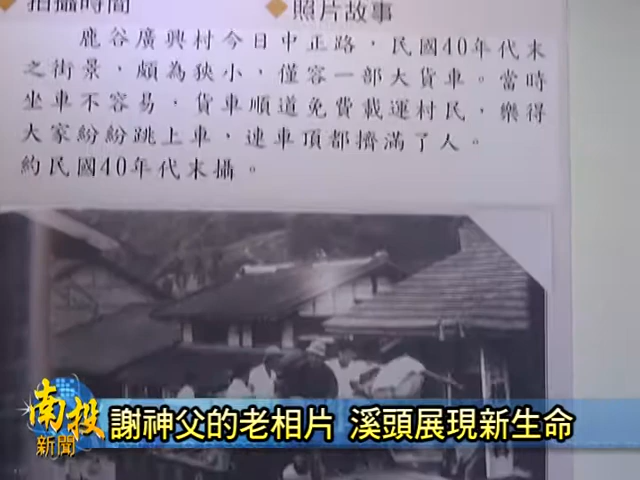 拍攝時間
照片故事
鹿谷廣興村今日中正路，民國40年代末
之街景，頗為狹小，僅容一部大貨車。當時
坐車不容易，貨車順道免費載運村民，樂得
大家紛紛跳上車，連車頂都擠滿了人。
約民國40年代末攝。
南投
新聞
謝神父的老相片 溪頭展現新生命